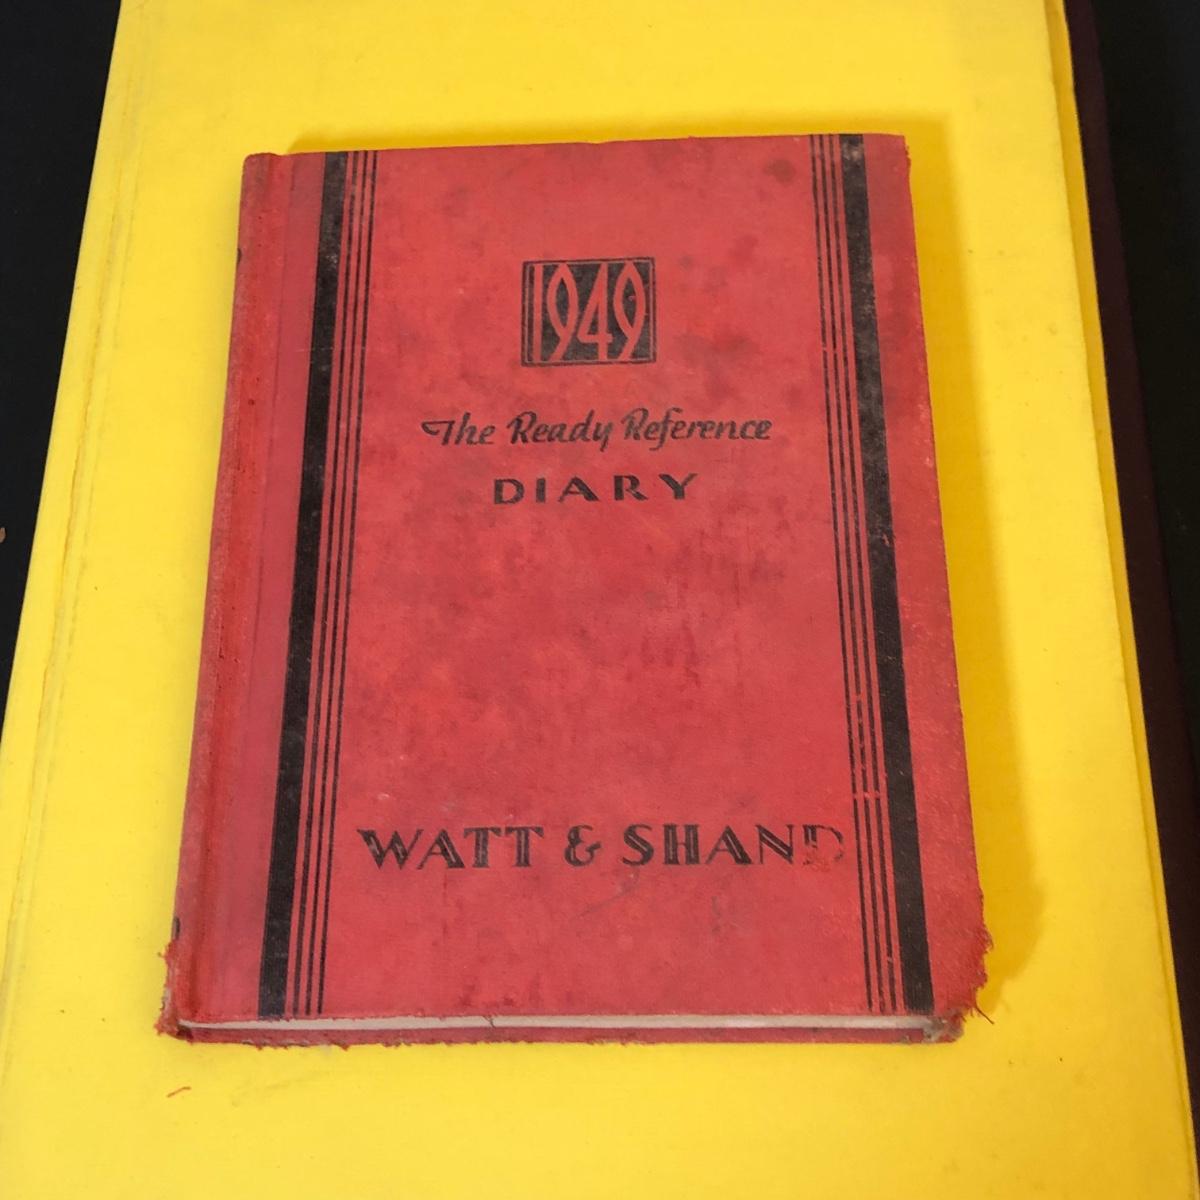 1949
The Ready Reference
DIARY
WATT & SHAND